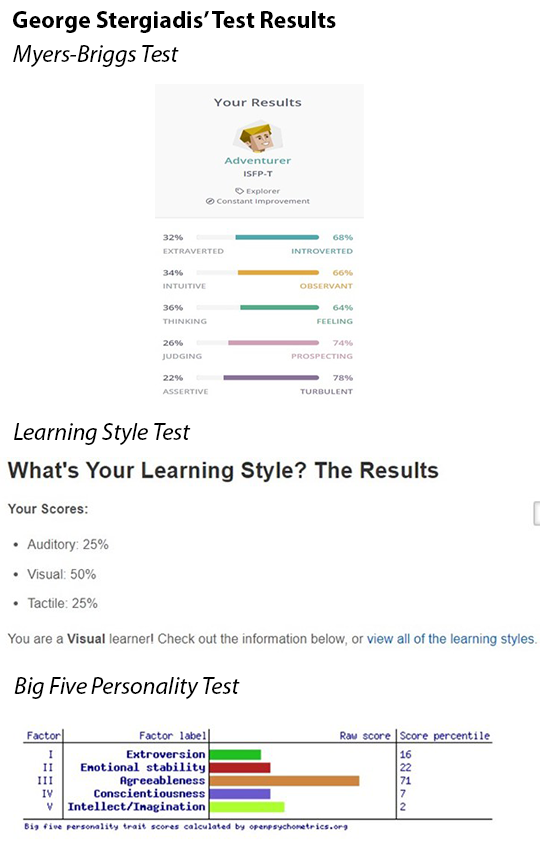 George Stergiadis' Test Results
Myers-Briggs Test
Your Results
Adventurer
ISFP-T
Explorer
Constant Improvement
32% 68%
EXTRAVERTED INTROVERTED
34% 66%
INTUITIVE OBSERVANT
36% 64%
THINKING FEELING
26% 74%
JUDGING PROSPECTING
22% 78%
ASSERTIVE TURBULENT
Learning Style Test
What's Your Learning Style? The Results
Your Scores:
• Auditory: 25%
• Visual: 50%
• Tactile: 25%
You are a Visual learner! Check out the information below, or view all of the learning styles.
Big Five Personality Test
Factor Factor label Raw score Score percentile
I Extroversion 16
II Emotional stability 22
III Agreeableness 71
IV Conscientiousness 7
V Intellect/Imagination 2
Big five personality trait scores calculated by openpsychometrics.org